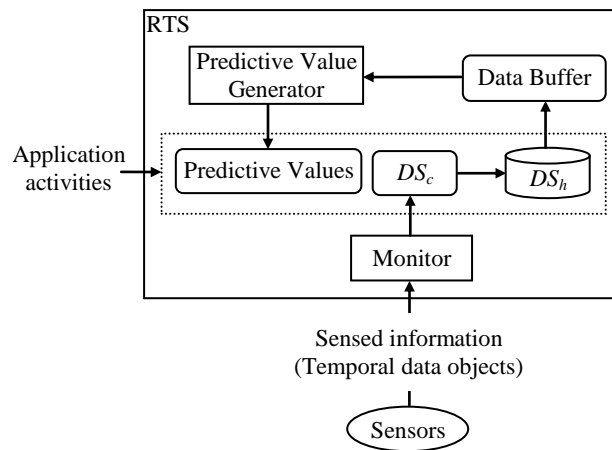 RTS
Predictive Value
Generator
Data Buffer
Application
activities
Predictive Values
DSc
DSh
Monitor
Sensed information
(Temporal data objects)
Sensors